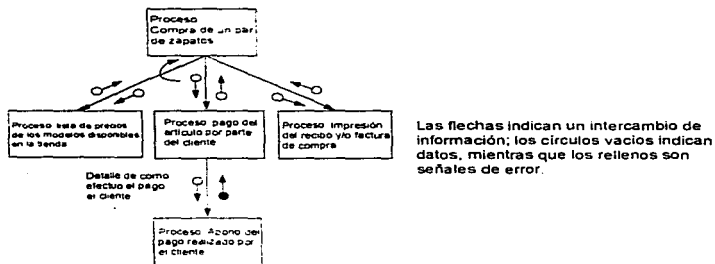 Proceso
Compra de un par
de zapatos
Proceso lista de precios
de los modelos disponibles
en la tienda
Proceso pago del
artículo por parte
del cliente
Proceso Impresión
del recibo y/o factura
de compra
Las flechas indican un intercambio de
información; los círculos vacíos indican
datos, mientras que los rellenos son
señales de error.
Detalle de como
efectuo el pago
el cliente
Proceso Abono del
pago realizado por
el cliente